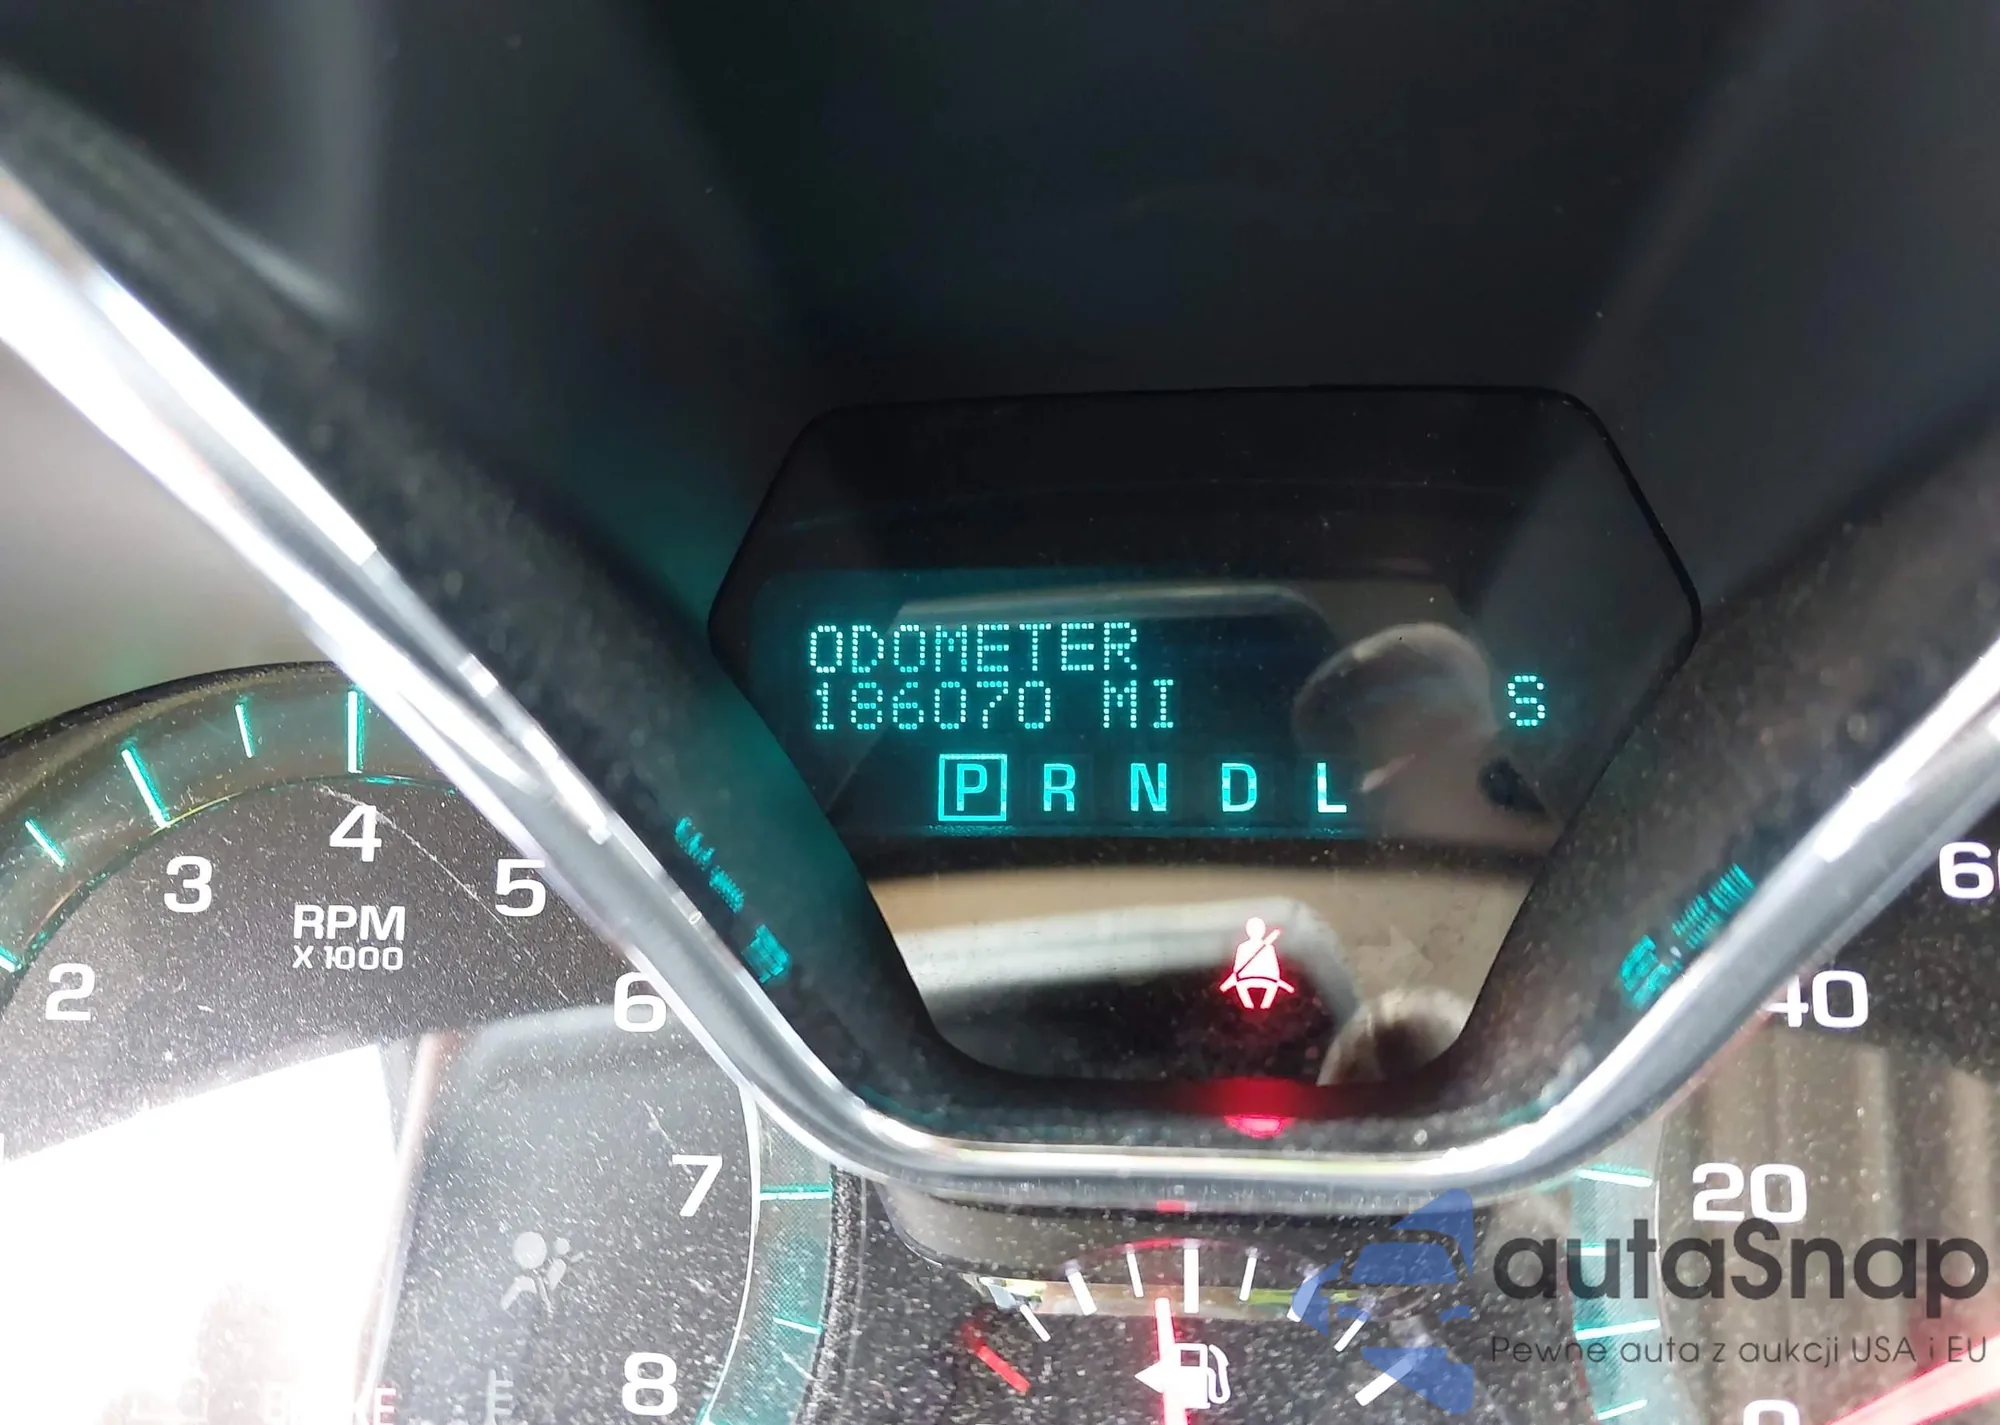 ODOMETER
186070 MI
S
P R N D L
2
3
4
5
6
7
8
RPM
X 1000
20
40
BRAKE
autaSnap
Pewne auta z aukcji USA i EU